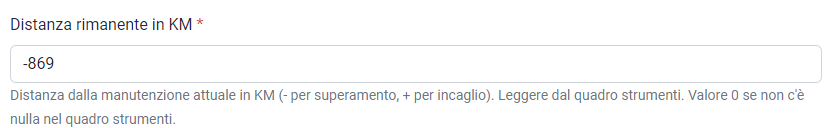 Distanza rimanente in KM *
-869
Distanza dalla manutenzione attuale in KM (- per superamento, + per incaglio). Leggere dal quadro strumenti. Valore 0 se non c'è
nulla nel quadro strumenti.